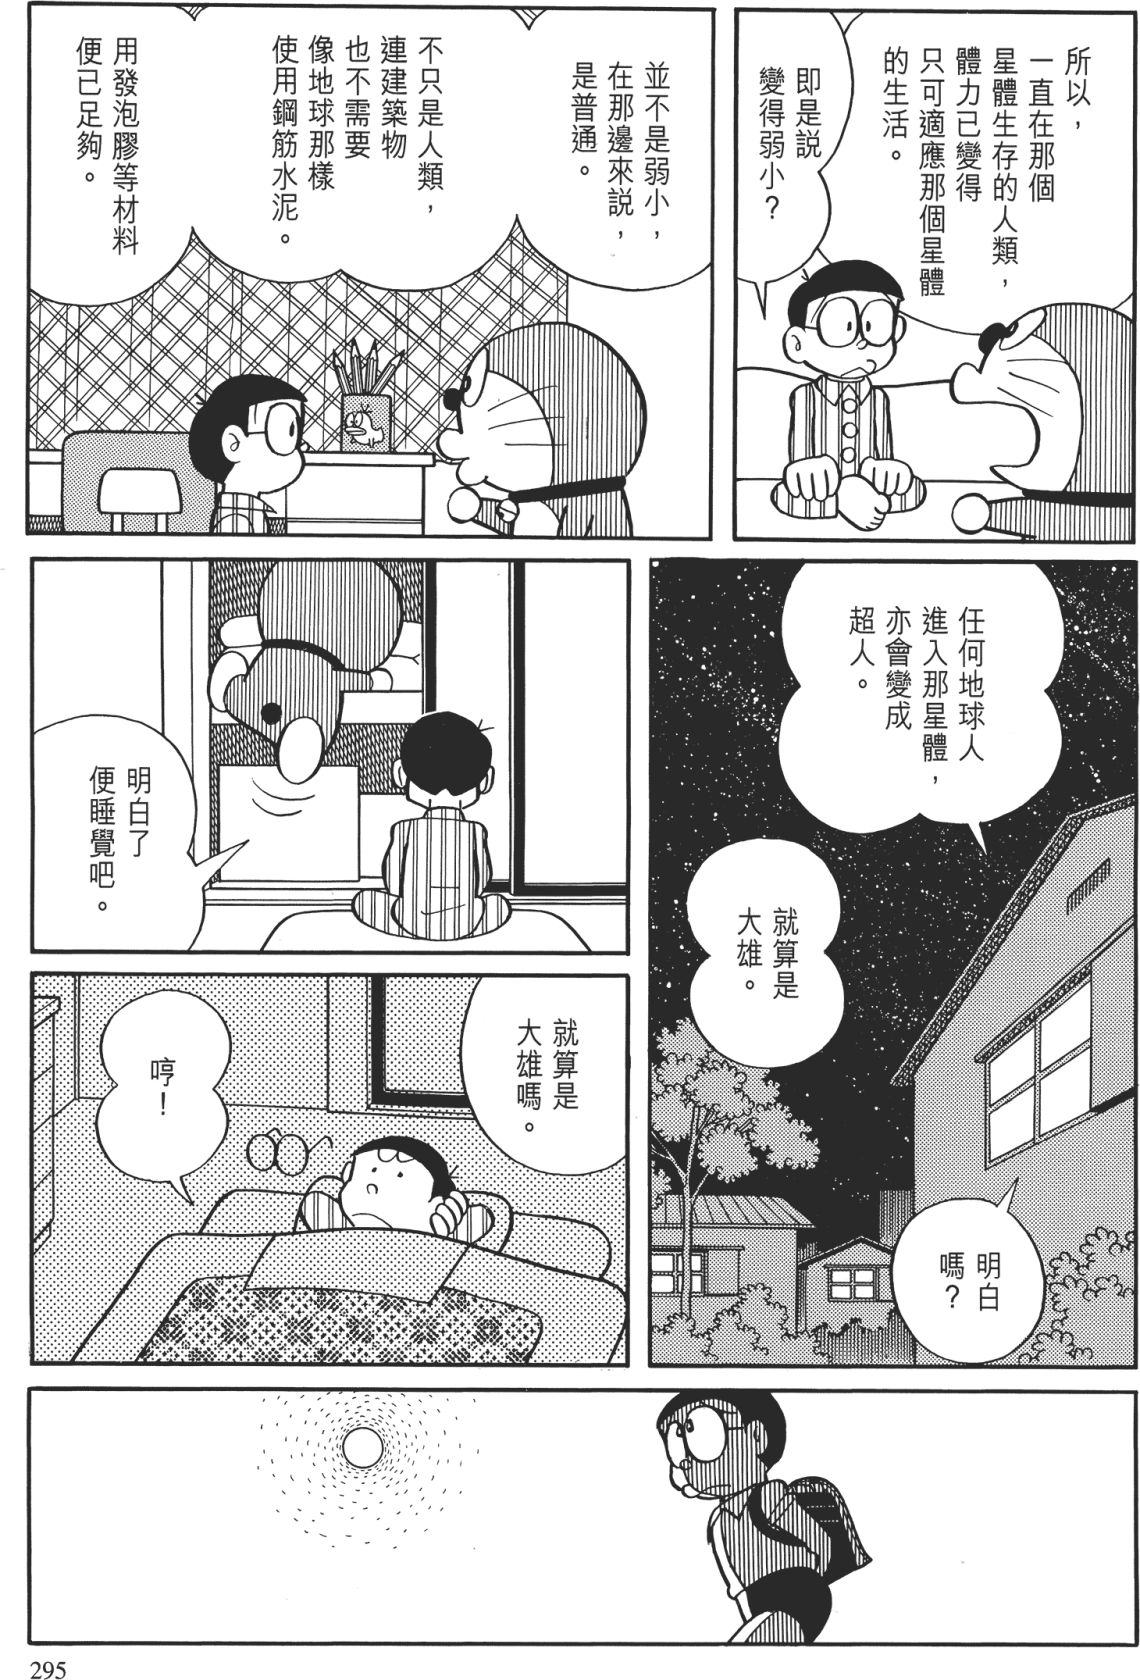 所以，
一直在那個
星體生存的人類，
體力已變得
只可適應那個星體
的生活。
即是説
變得弱小？
並不是弱小，
在那邊來説，
是普通。
不只是人類，
連建築物
也不需要
像地球那樣
使用鋼筋水泥。
用發泡膠等材料
便已足夠。
任何地球人
進入那星體，
亦會變成
超人。
就算是
大雄。
明白
嗎？
明白了
便睡覺吧。
就算是
大雄嗎。
哼！
295